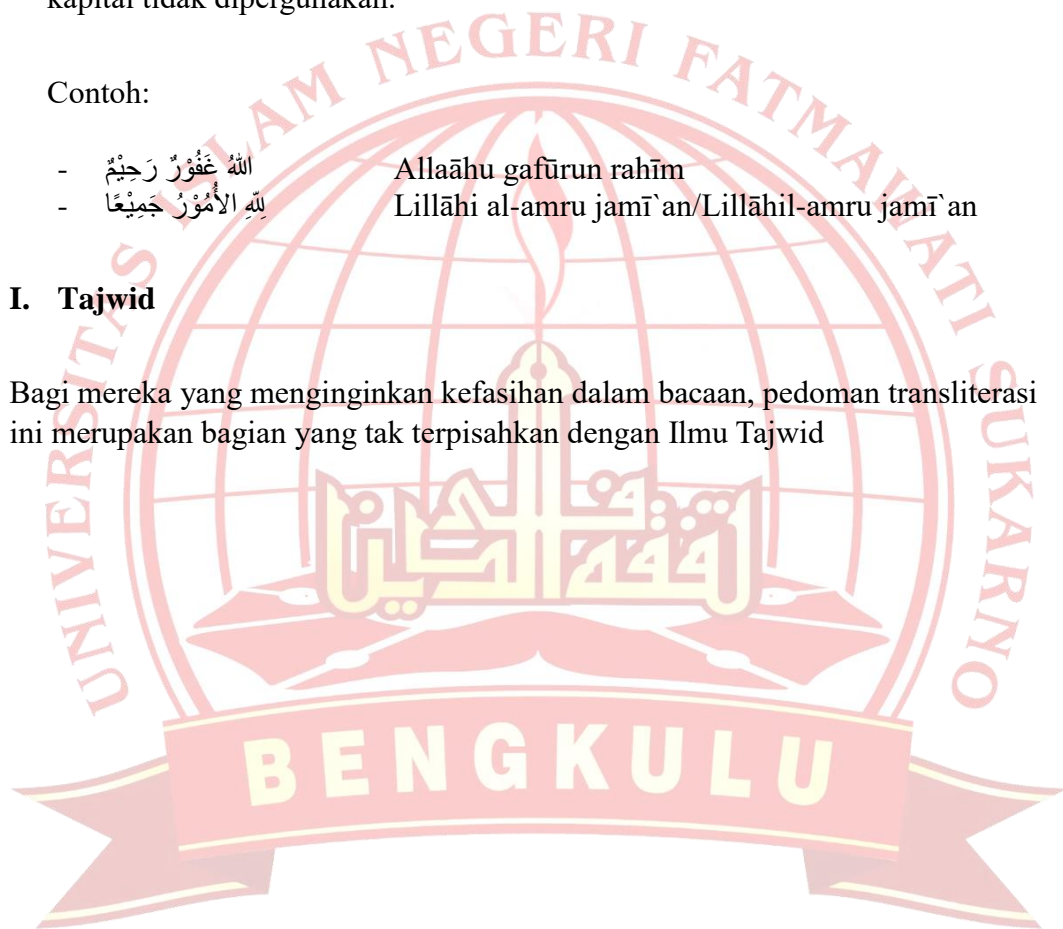 kapital tidak dipergunakan.
Contoh:
- اللهُ غَفُوْرٌ رَحِيْمٌ Allaāhu gafūrun rahīm
- لِلّهِ الأُمُوْرُ جَمِيْعًا Lillāhi al-amru jamī`an/Lillāhil-amru jamī`an
I. Tajwid
Bagi mereka yang menginginkan kefasihan dalam bacaan, pedoman transliterasi
ini merupakan bagian yang tak terpisahkan dengan Ilmu Tajwid
UNIVERSITAS ISLAM NEGERI FATMAWATI SUKARNO
BENGKULU